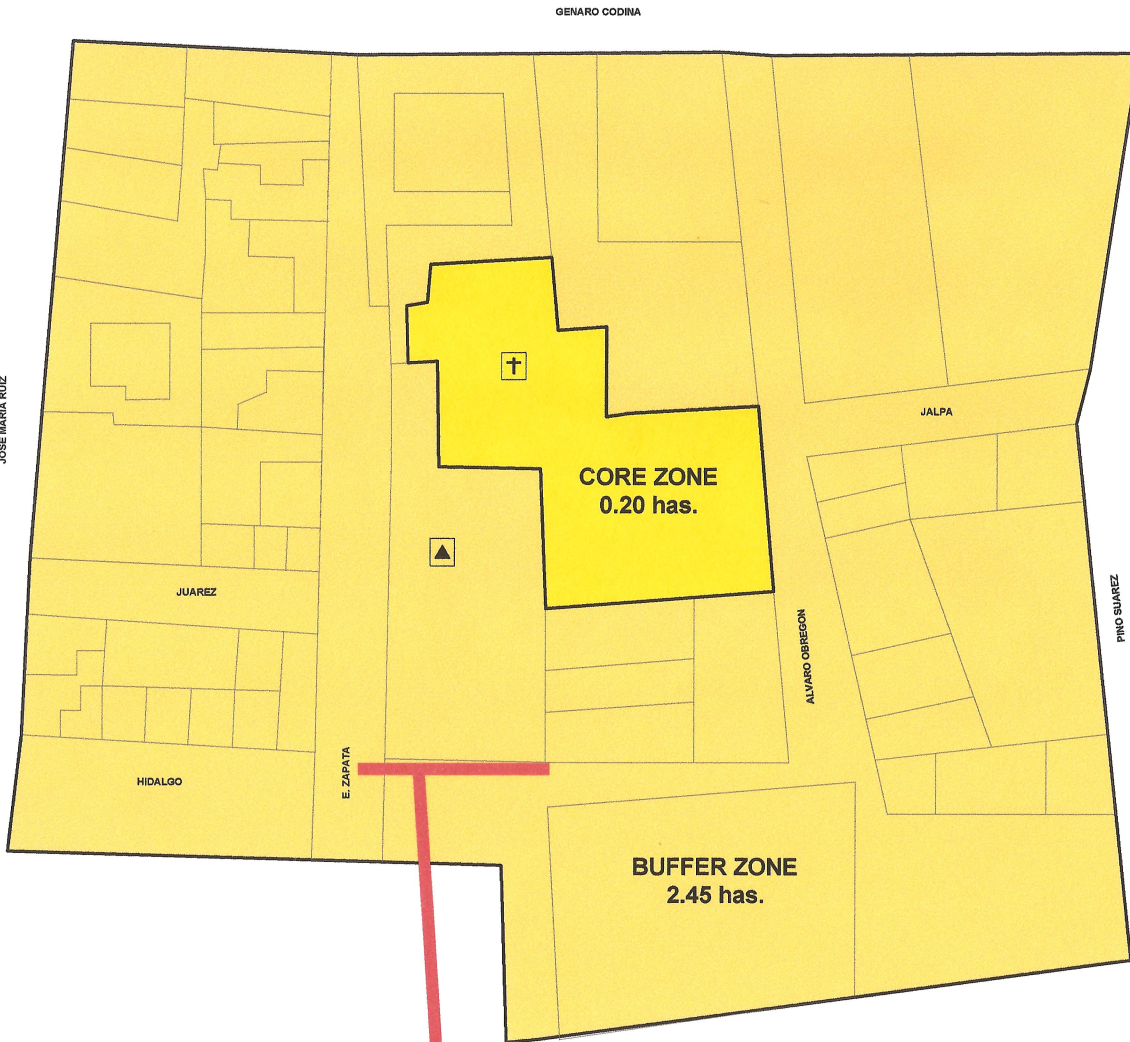 GENARO CODINA
JOSE MARIA RUIZ
JALPA
CORE ZONE
0.20 has.
JUAREZ
PINO SUAREZ
ALVARO OBREGON
E. ZAPATA
HIDALGO
BUFFER ZONE
2.45 has.